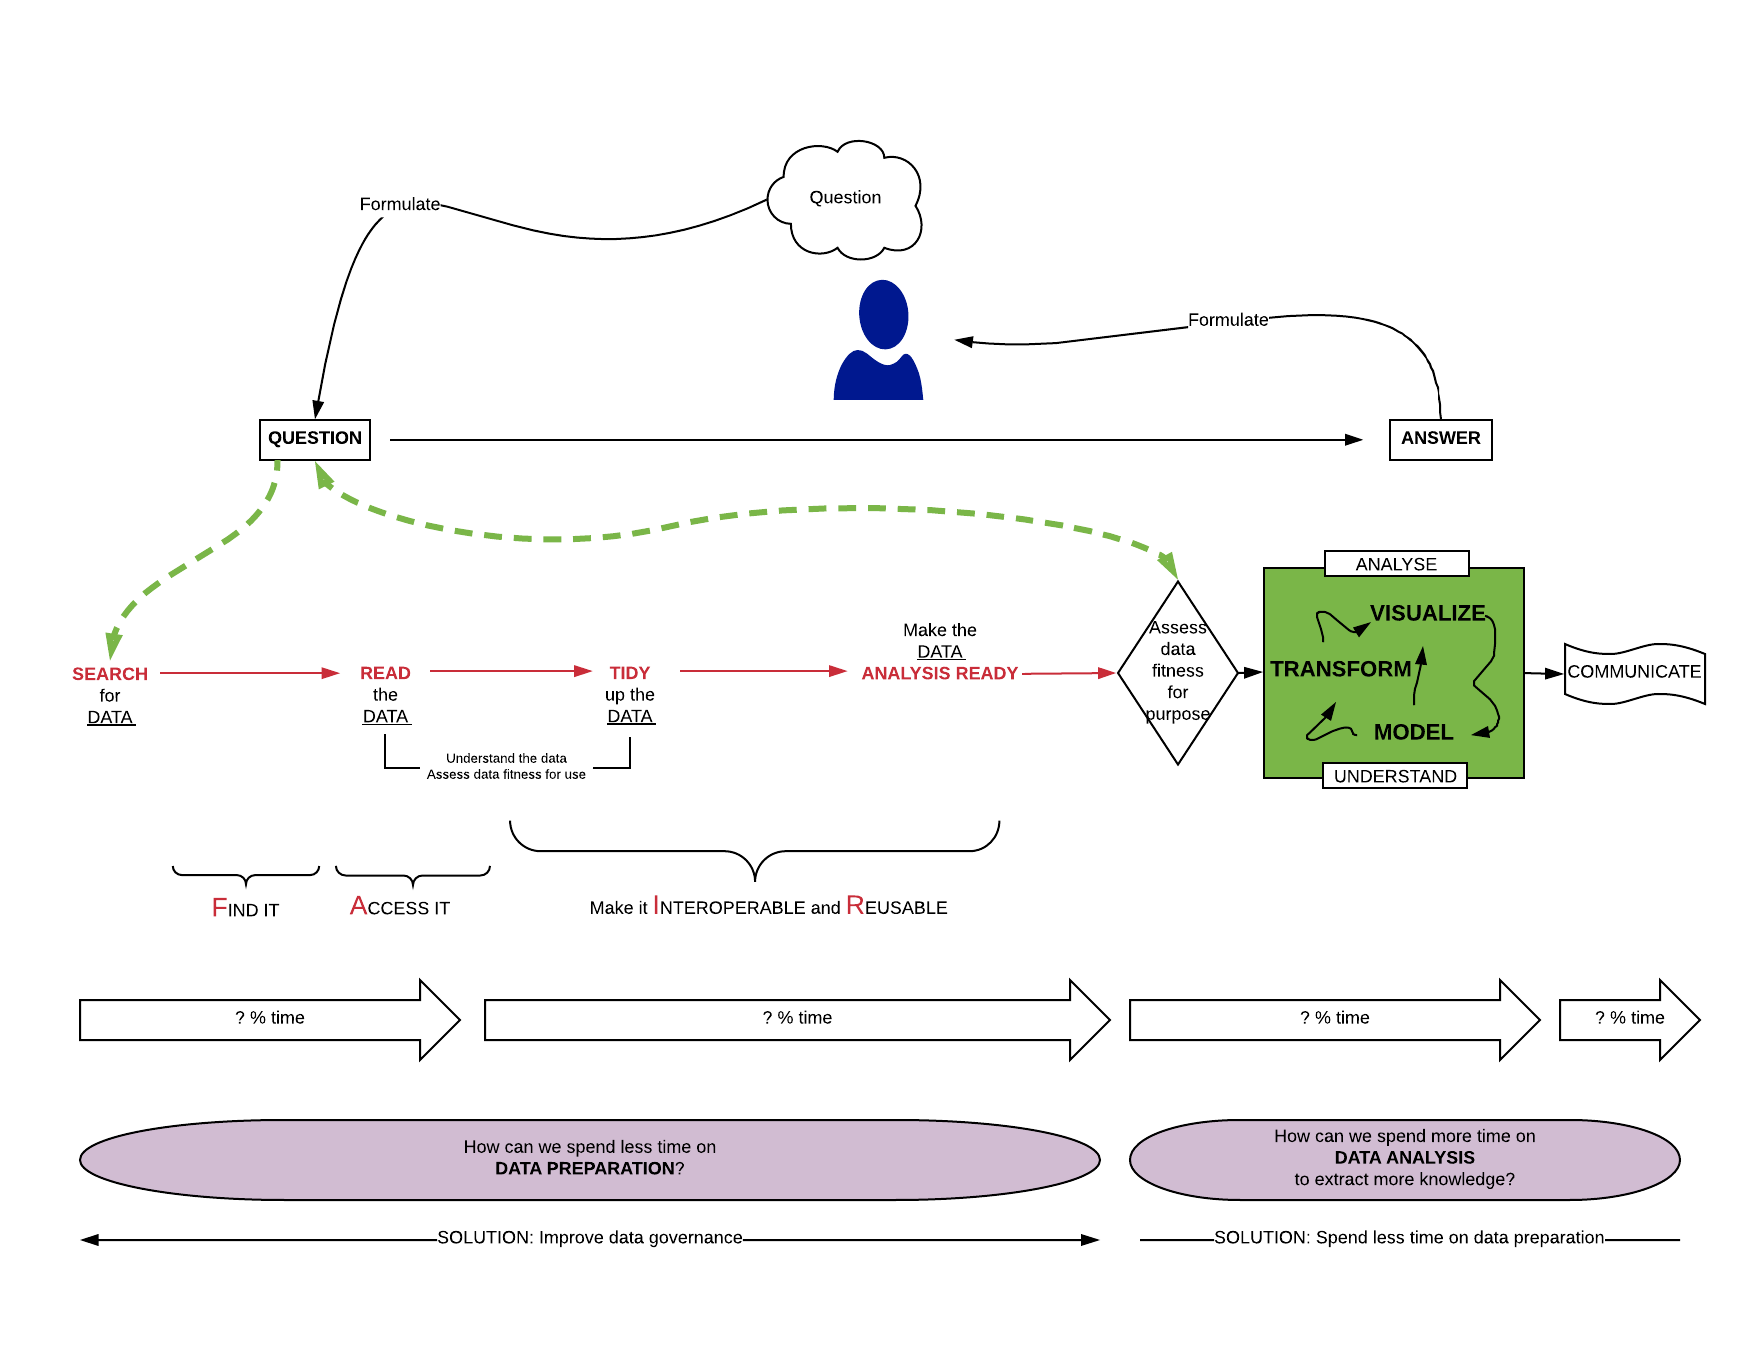 Question
Formulate
Formulate
QUESTION
ANSWER
SEARCH
for
DATA
READ
the
DATA
TIDY
up the
DATA
Understand the data
Assess data fitness for use
Make the
DATA
ANALYSIS READY
Assess
data
fitness
for
purpose
ANALYSE
VISUALIZE
TRANSFORM
MODEL
UNDERSTAND
COMMUNICATE
FIND IT
ACCESS IT
Make it INTEROPERABLE and REUSABLE
? % time
? % time
? % time
? % time
How can we spend less time on
DATA PREPARATION?
How can we spend more time on
DATA ANALYSIS
to extract more knowledge?
SOLUTION: Improve data governance
SOLUTION: Spend less time on data preparation